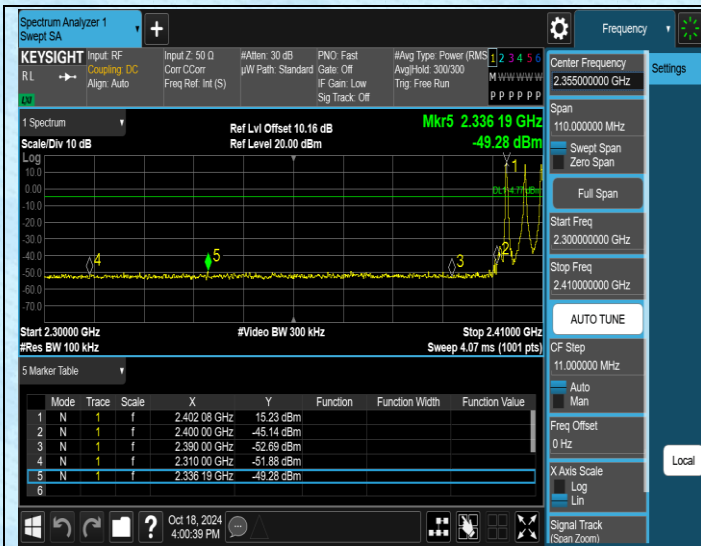 Spectrum Analyzer 1
Swept SA
Frequency
KEYSIGHT
RL
LXI
Input: RF
Coupling: DC
Align: Auto
Input Z: 50 Ω
Corr CCorr
Freq Ref: Int (S)
#Atten: 30 dB
µW Path: Standard
PNO: Fast
Gate: Off
IF Gain: Low
Sig Track: Off
#Avg Type: Power (RMS
Avg|Hold: 300/300
Trig: Free Run
1 2 3 4 5 6
M W W W W W
P P P P P P
1 Spectrum
Scale/Div 10 dB
Log
Ref Lvl Offset 10.16 dB
Ref Level 20.00 dBm
Mkr5 2.336 19 GHz
-49.28 dBm
10.0
0.00
-10.0
-20.0
-30.0
-40.0
-50.0
-60.0
-70.0
DL1 -4.77 dBm
1
2
3
4
5
Start 2.30000 GHz
#Res BW 100 kHz
#Video BW 300 kHz
Stop 2.41000 GHz
Sweep 4.07 ms (1001 pts)
5 Marker Table
Mode Trace Scale X Y Function Function Width Function Value
1 N 1 f 2.402 08 GHz 15.23 dBm
2 N 1 f 2.400 00 GHz -45.14 dBm
3 N 1 f 2.390 00 GHz -52.69 dBm
4 N 1 f 2.310 00 GHz -51.88 dBm
5 N 1 f 2.336 19 GHz -49.28 dBm
6
?
Oct 18, 2024
4:00:39 PM
Center Frequency
2.355000000 GHz
Span
110.000000 MHz
Swept Span
Zero Span
Full Span
Start Freq
2.300000000 GHz
Stop Freq
2.410000000 GHz
AUTO TUNE
CF Step
11.000000 MHz
Auto
Man
Freq Offset
0 Hz
X Axis Scale
Log
Lin
Signal Track
(Span Zoom)
Settings
Local